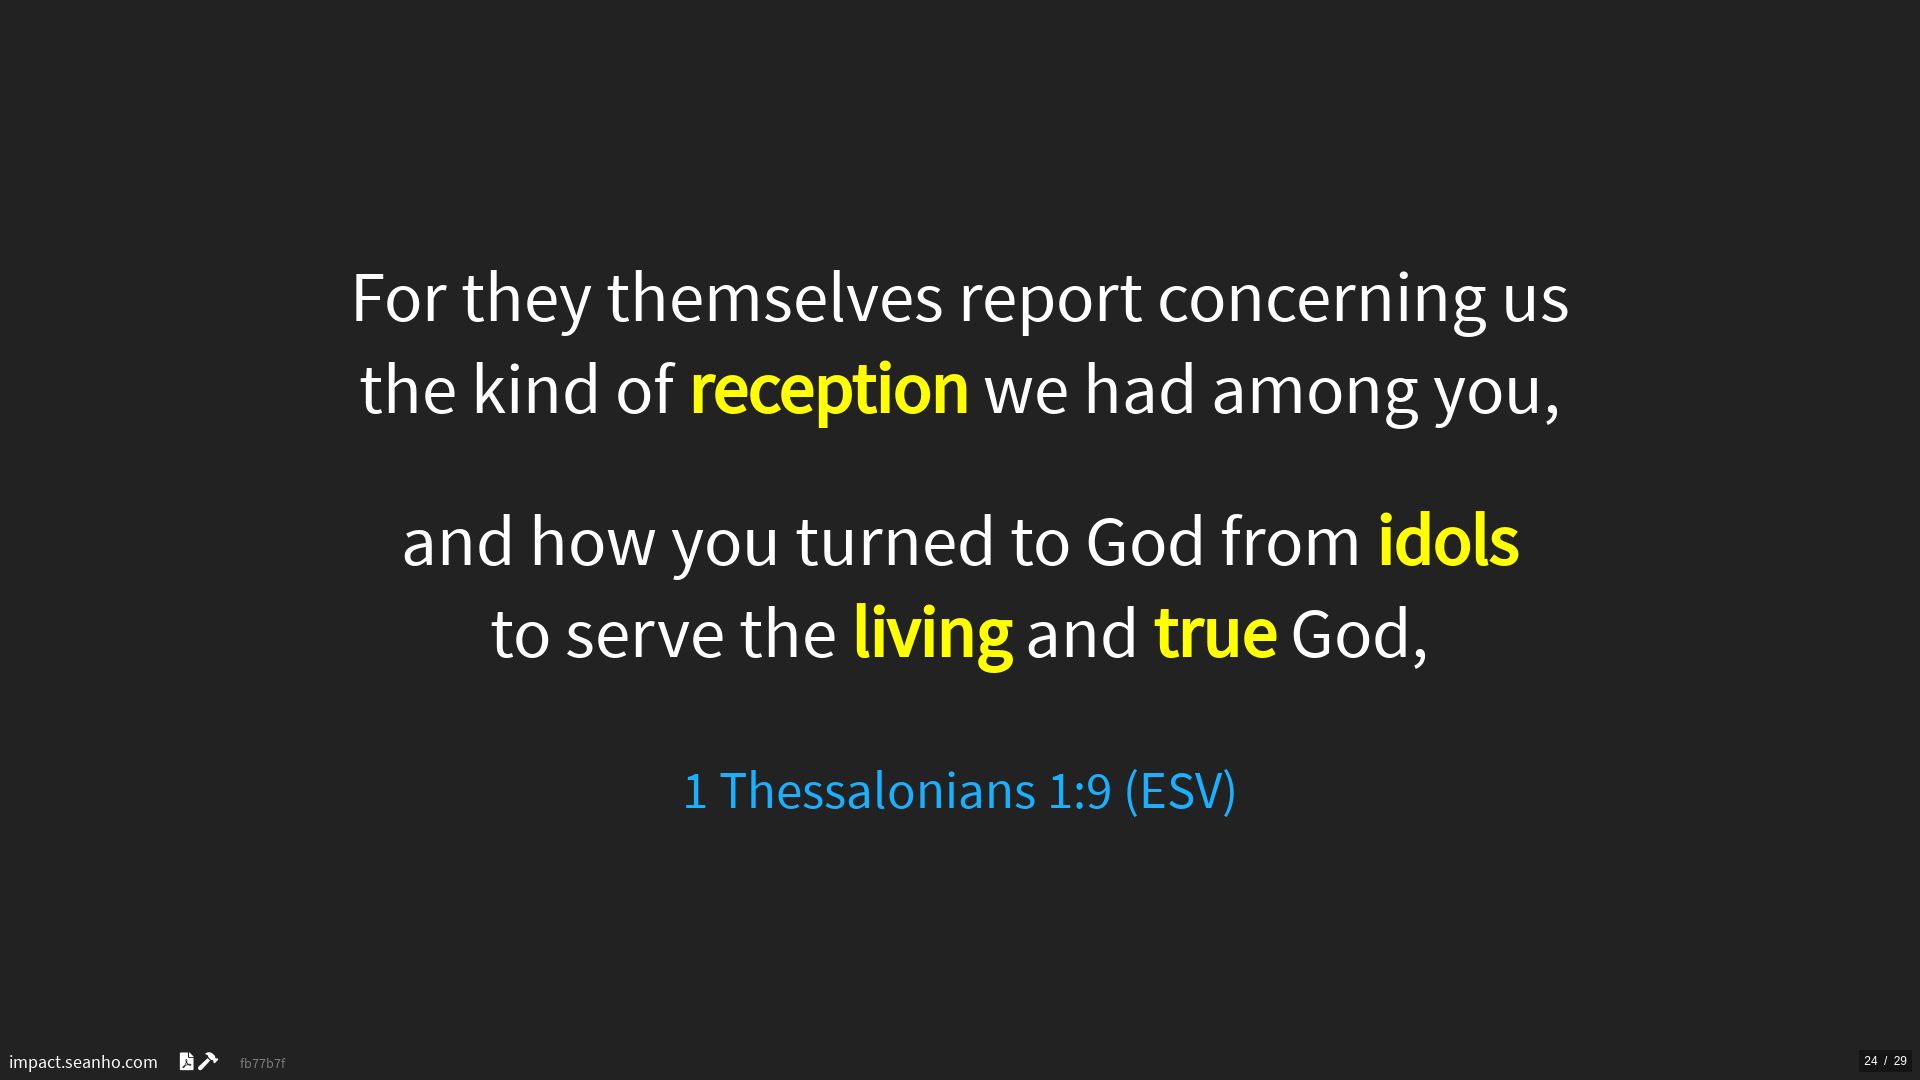 For they themselves report concerning us
the kind of reception we had among you,
and how you turned to God from idols
to serve the living and true God,
1 Thessalonians 1:9 (ESV)
impact.seanho.com
fb77b7f
24 / 29